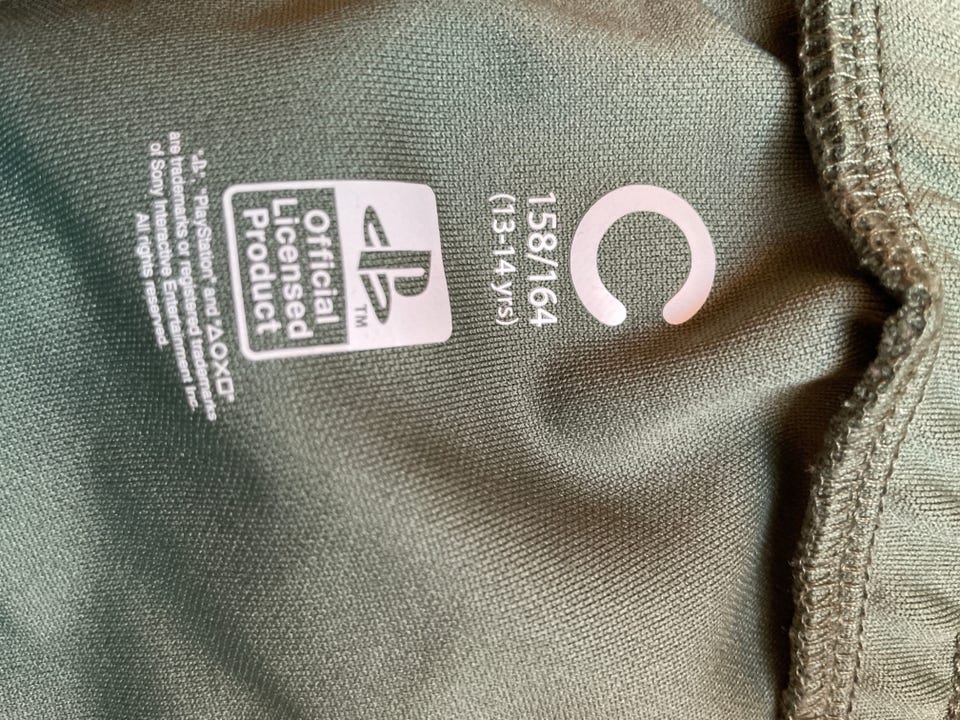 C
158/164
(13-14 yrs)
TM
Official
Licensed
Product
"PlayStation" and △○X□
are trademarks or registered trademarks
of Sony Interactive Entertainment Inc.
All rights reserved.